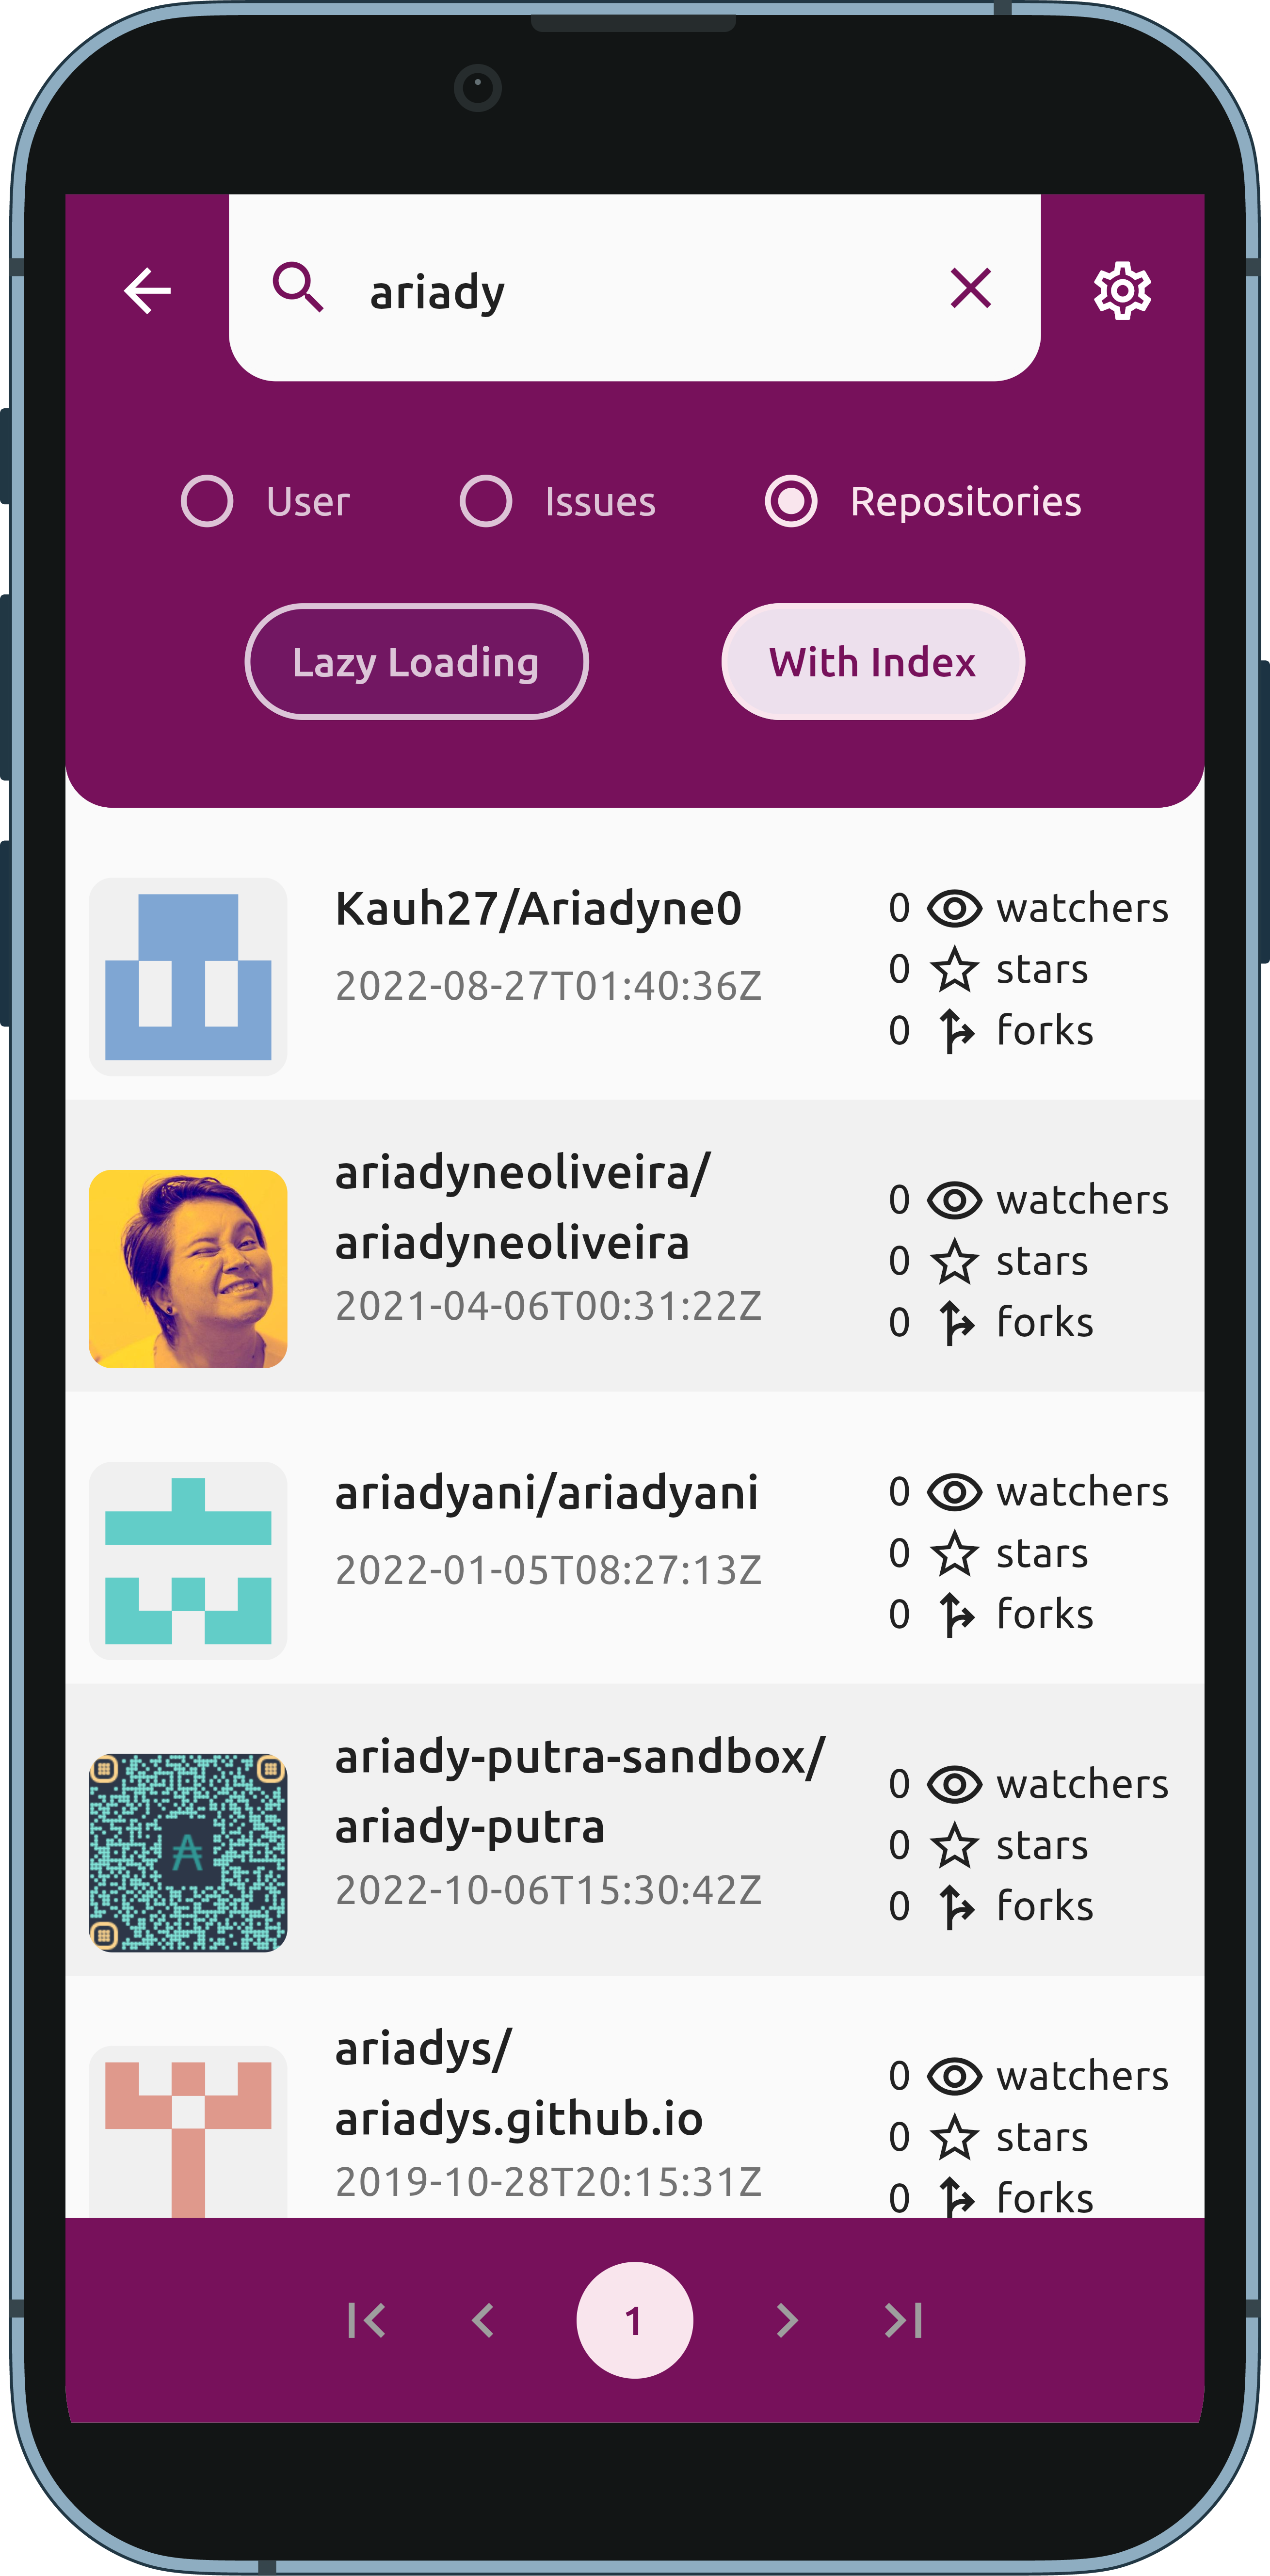 ariady
User Issues Repositories
Lazy Loading With Index
Kauh27/Ariadyne0
2022-08-27T01:40:36Z
0 watchers
0 stars
0 forks
ariadyneoliveira/
ariadyneoliveira
2021-04-06T00:31:22Z
0 watchers
0 stars
0 forks
ariadyani/ariadyani
2022-01-05T08:27:13Z
0 watchers
0 stars
0 forks
ariady-putra-sandbox/
ariady-putra
2022-10-06T15:30:42Z
0 watchers
0 stars
0 forks
ariadys/
ariadys.github.io
2019-10-28T20:15:31Z
0 watchers
0 stars
0 forks
1